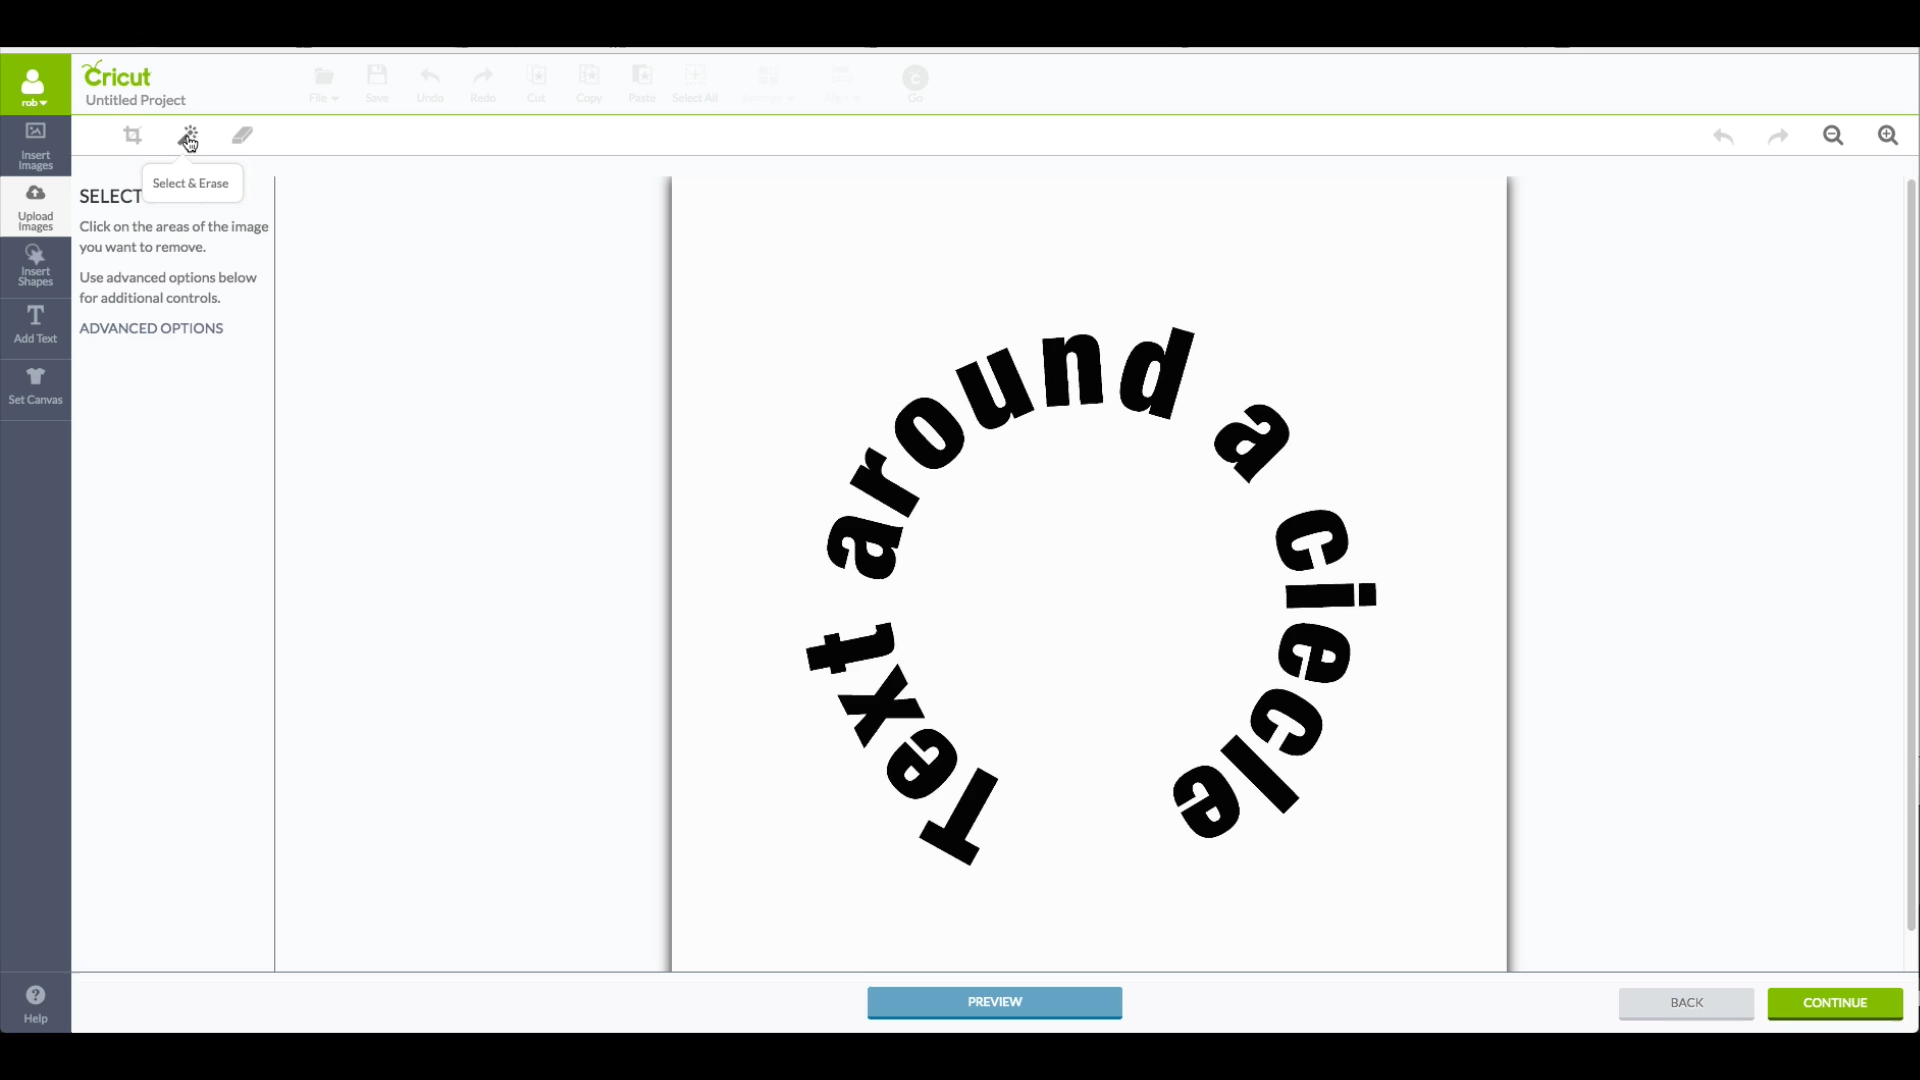 rob
Cricut
Untitled Project
File
Save
Undo
Redo
Cut
Copy
Paste
Select All
Go
Insert Images
Upload Images
Insert Shapes
Add Text
Set Canvas
Help
Select & Erase
SELECT
Click on the areas of the image
you want to remove.
Use advanced options below
for additional controls.
ADVANCED OPTIONS
Text around a ciecle
PREVIEW
BACK
CONTINUE